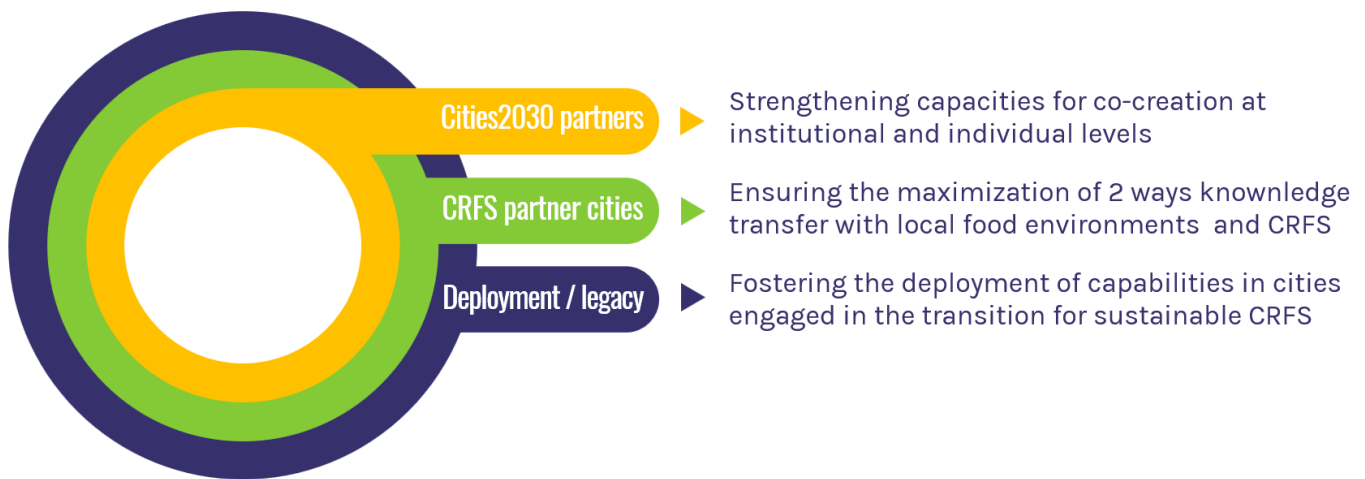 Cities2030 partners
Strengthening capacities for co-creation at
institutional and individual levels
CRFS partner cities
Ensuring the maximization of 2 ways knownledge
transfer with local food environments and CRFS
Deployment / legacy
Fostering the deployment of capabilities in cities
engaged in the transition for sustainable CRFS